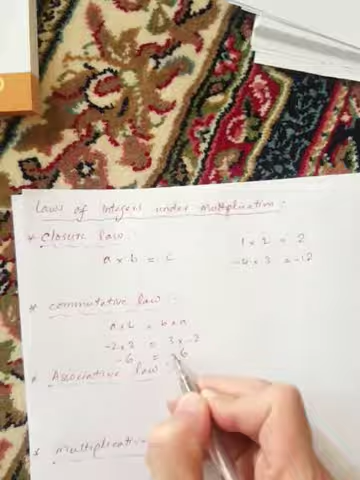 Laws of Integers under multiplication:
* Closure law:
a x b = c
1 x 2 = 2
-4 x 3 = -12
* commutative law:
a x b = b x a
-2 x 3 = 3 x -2
-6 = -6
* Associative law
* multiplicative